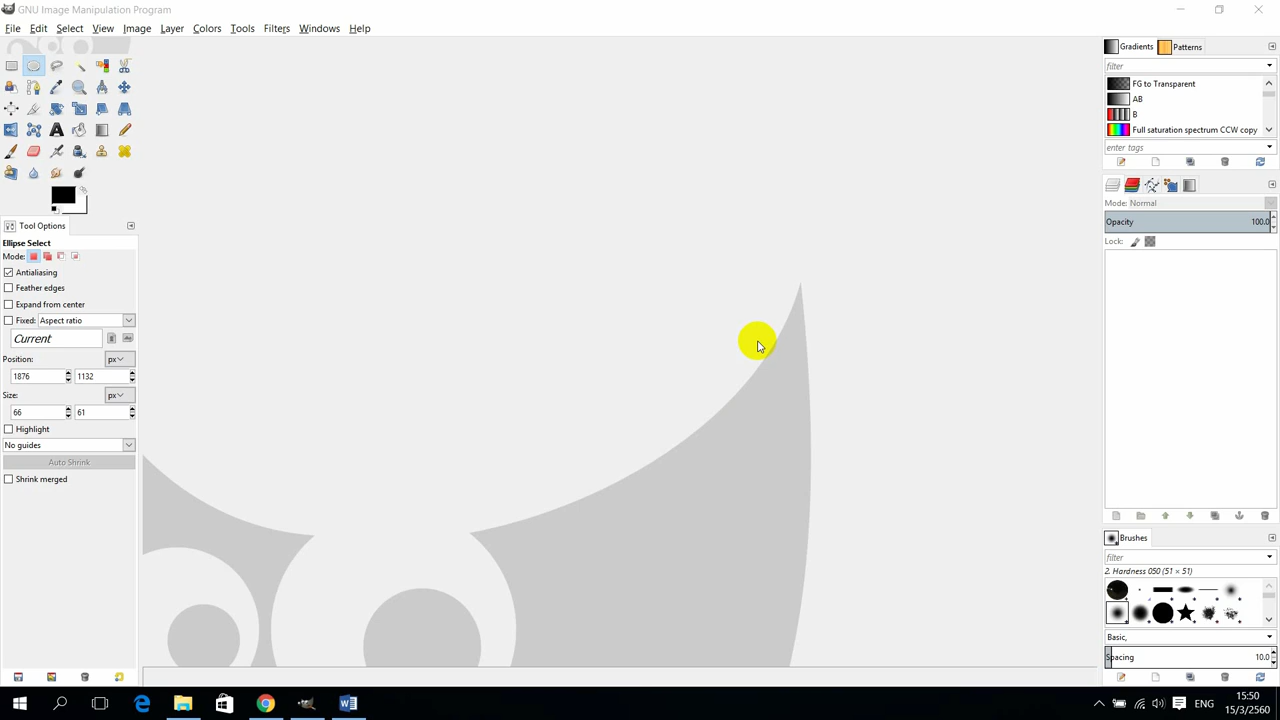 GNU Image Manipulation Program
File Edit Select View Image Layer Colors Tools Filters Windows Help
Gradients Patterns
filter
FG to Transparent
AB
B
Full saturation spectrum CCW copy
enter tags
Mode: Normal
Opacity 100.0
Lock:
Brushes
filter
2. Hardness 050 (51 × 51)
Basic,
Spacing 10.0
Tool Options
Ellipse Select
Mode:
Antialiasing
Feather edges
Expand from center
Fixed: Aspect ratio
Current
Position: px
1876 1132
Size: px
66 61
Highlight
No guides
Auto Shrink
Shrink merged
ENG
15:50
15/3/2560